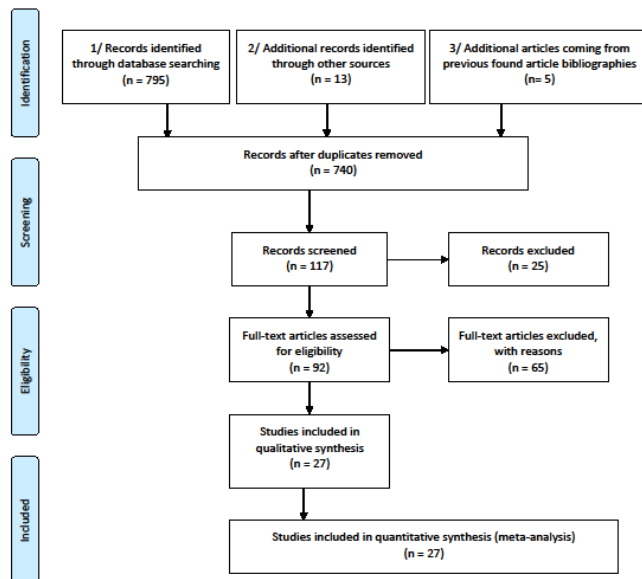 Identification
1/ Records identified
through database searching
(n = 795)
2/ Additional records identified
through other sources
(n = 13)
3/ Additional articles coming from
previous found article bibliographies
(n= 5)
Records after duplicates removed
(n = 740)
Screening
Records screened
(n = 117)
Records excluded
(n = 25)
Eligibility
Full-text articles assessed
for eligibility
(n = 92)
Full-text articles excluded,
with reasons
(n = 65)
Studies included in
qualitative synthesis
(n = 27)
Included
Studies included in quantitative synthesis (meta-analysis)
(n = 27)